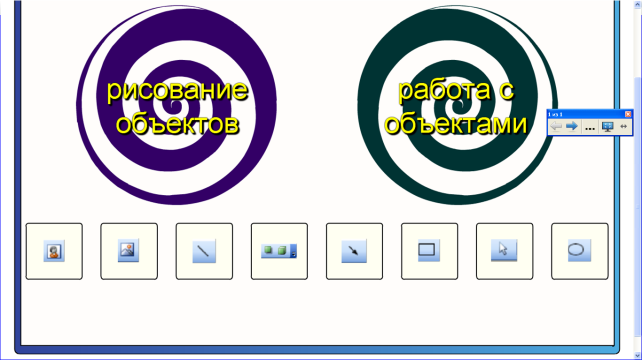 рисование
объектов
работа с
объектами